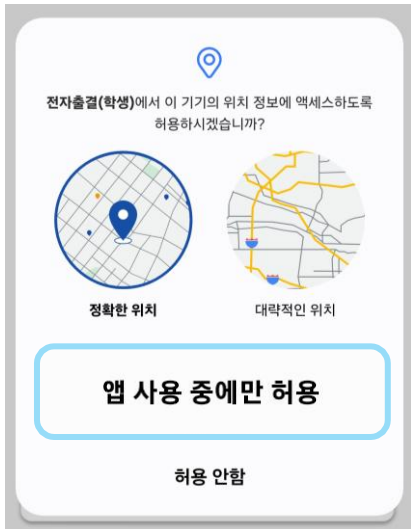 전자출결(학생)에서 이 기기의 위치 정보에 액세스하도록
허용하시겠습니까?
정확한 위치
대략적인 위치
앱 사용 중에만 허용
허용 안함